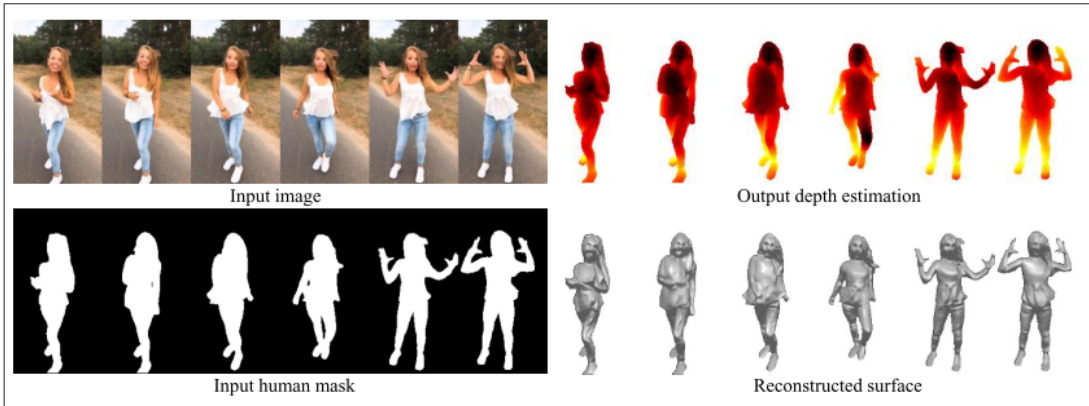 Input image
Output depth estimation
Input human mask
Reconstructed surface